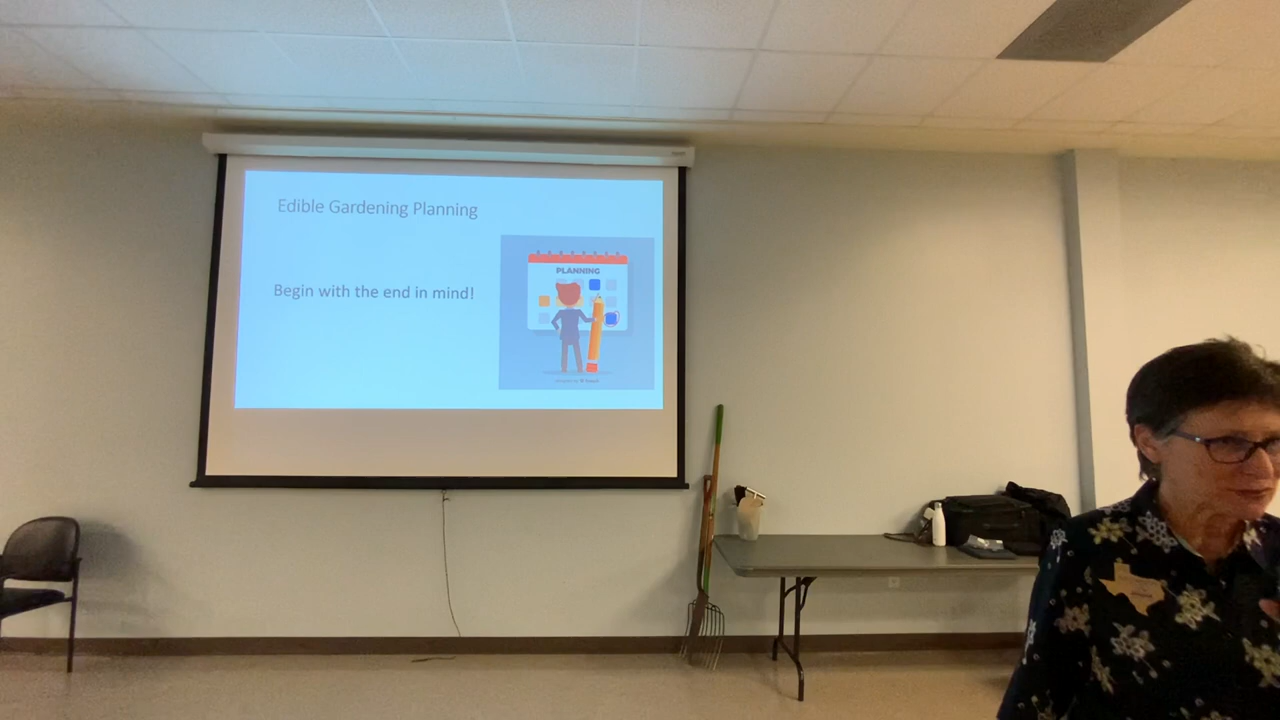 Edible Gardening Planning
Begin with the end in mind!
PLANNING